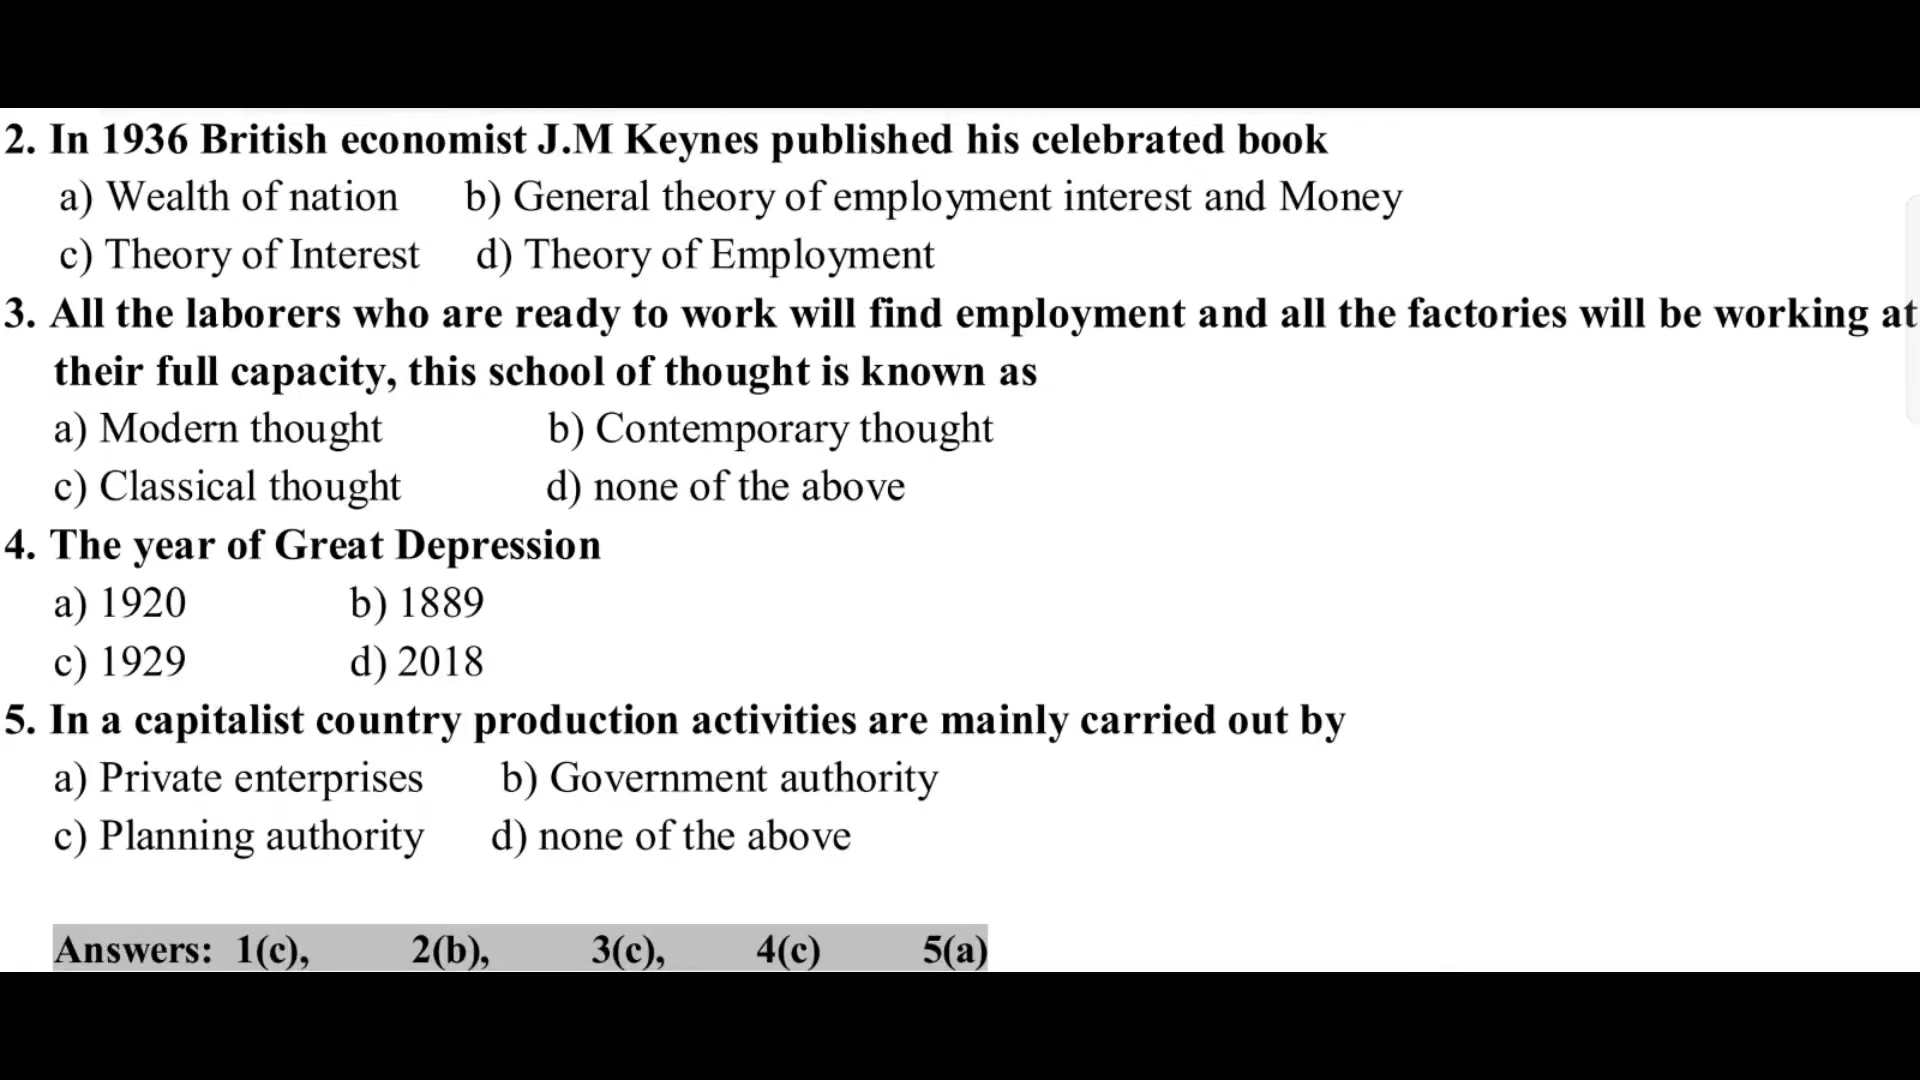 2. In 1936 British economist J.M Keynes published his celebrated book
a) Wealth of nation b) General theory of employment interest and Money
c) Theory of Interest d) Theory of Employment
3. All the laborers who are ready to work will find employment and all the factories will be working at
their full capacity, this school of thought is known as
a) Modern thought b) Contemporary thought
c) Classical thought d) none of the above
4. The year of Great Depression
a) 1920 b) 1889
c) 1929 d) 2018
5. In a capitalist country production activities are mainly carried out by
a) Private enterprises b) Government authority
c) Planning authority d) none of the above
Answers: 1(c), 2(b), 3(c), 4(c) 5(a)